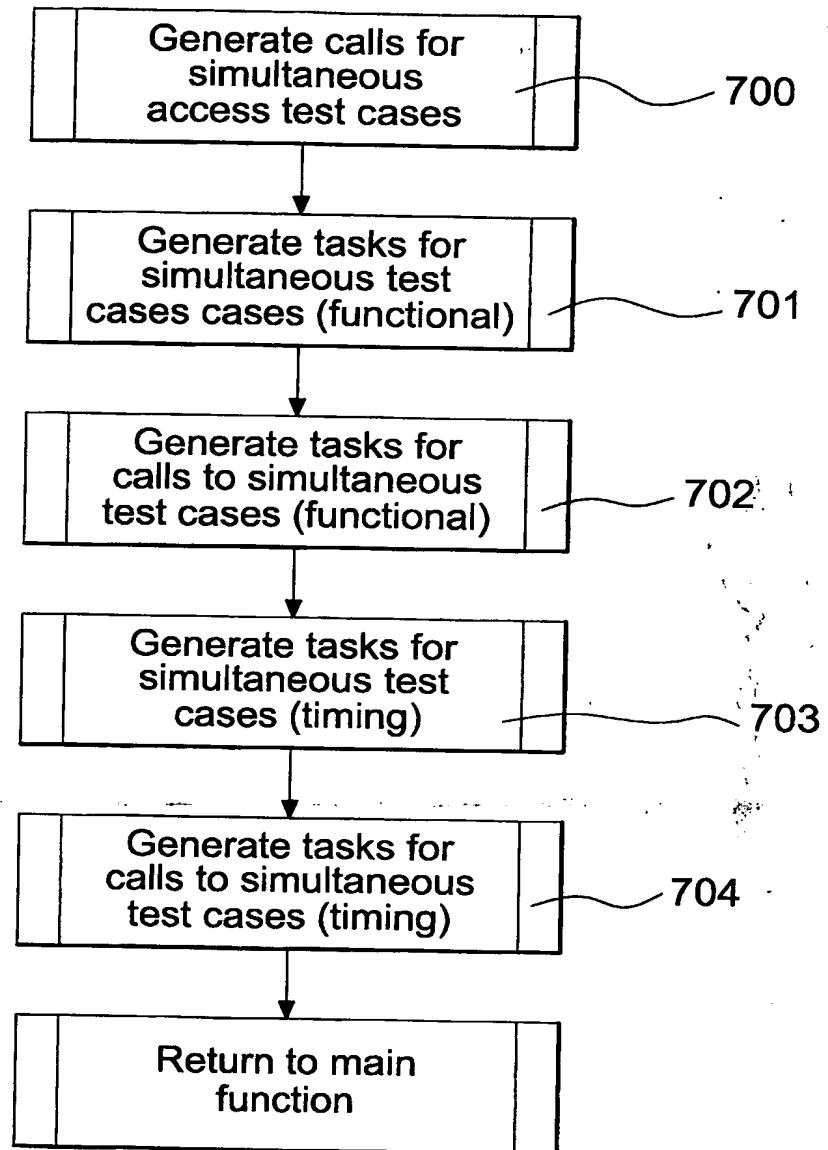 Generate calls for
simultaneous
access test cases
700
Generate tasks for
simultaneous test
cases cases (functional)
701
Generate tasks for
calls to simultaneous
test cases (functional)
702
Generate tasks for
simultaneous test
cases (timing)
703
Generate tasks for
calls to simultaneous
test cases (timing)
704
Return to main
function